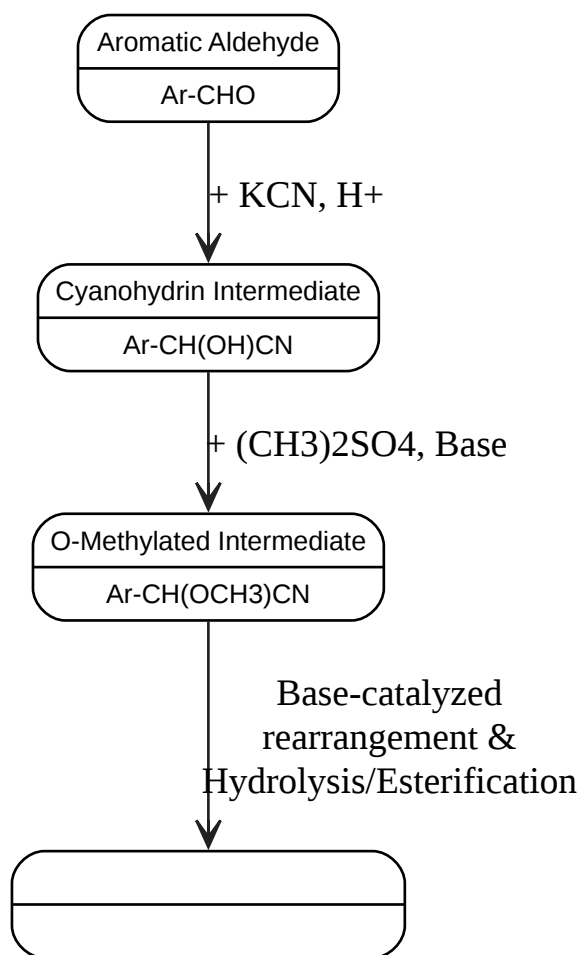 Aromatic Aldehyde
Ar-CHO
+ KCN, H+
Cyanohydrin Intermediate
Ar-CH(OH)CN
+ (CH3)2SO4, Base
O-Methylated Intermediate
Ar-CH(OCH3)CN
Base-catalyzed
rearrangement &
Hydrolysis/Esterification